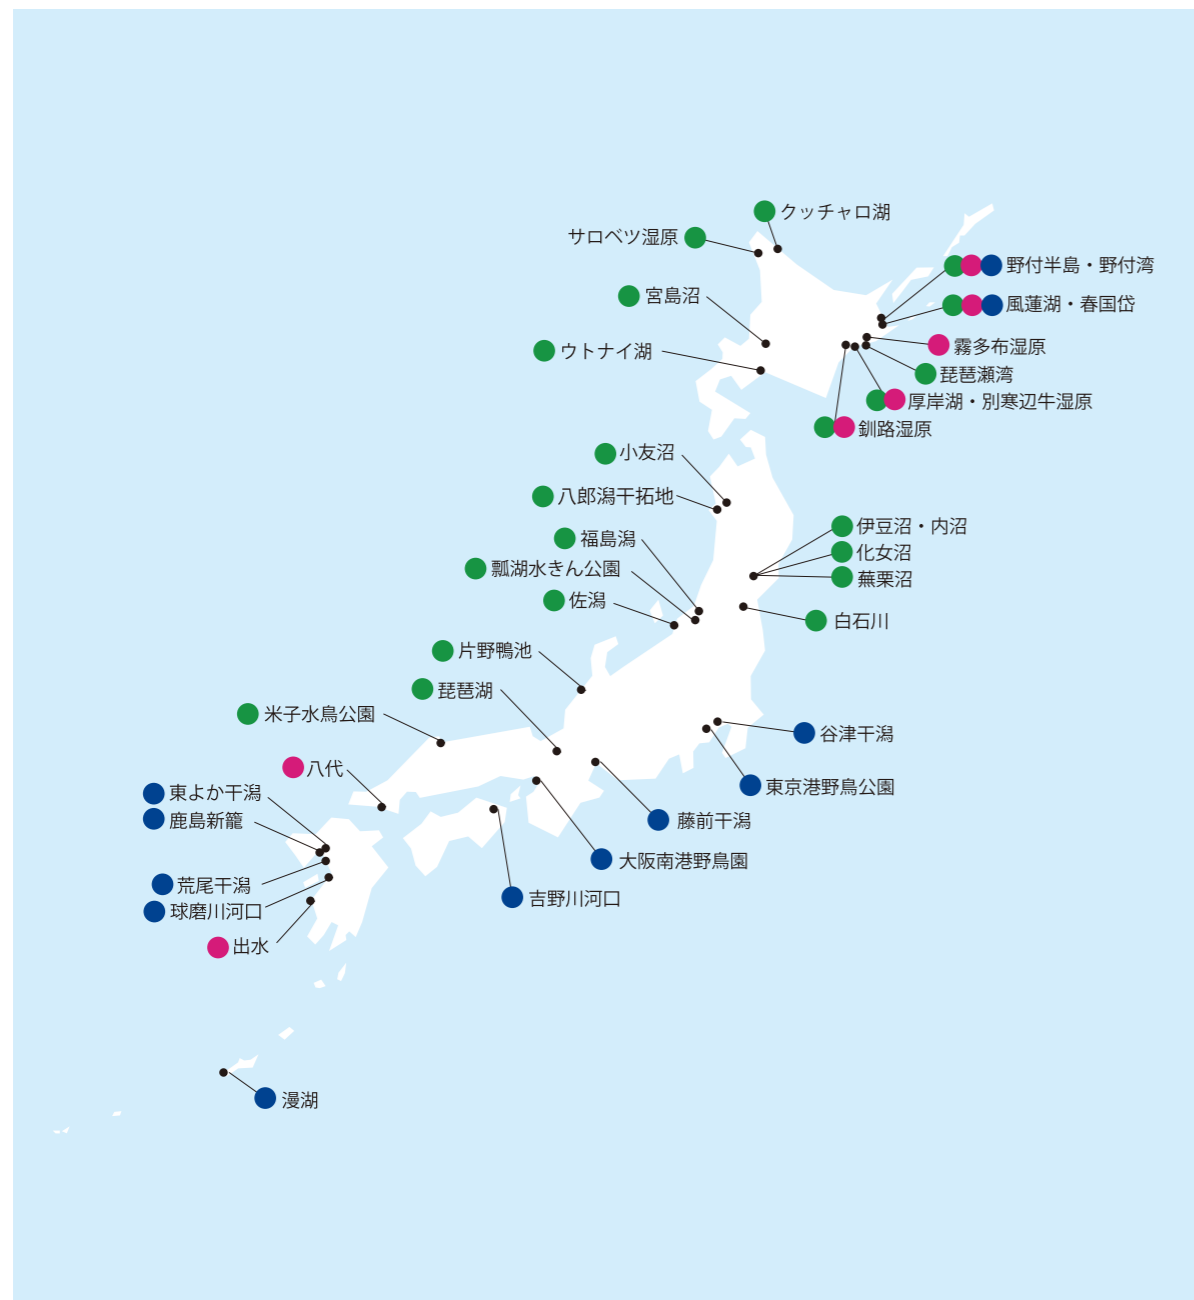 クッチャロ湖
サロベツ湿原
野付半島・野付湾
宮島沼
風蓮湖・春国岱
霧多布湿原
ウトナイ湖
琵琶瀬湾
厚岸湖・別寒辺牛湿原
釧路湿原
小友沼
八郎潟干拓地
伊豆沼・内沼
福島潟
化女沼
瓢湖水きん公園
蕪栗沼
佐潟
白石川
片野鴨池
琵琶湖
米子水鳥公園
谷津干潟
八代
東京港野鳥公園
東よか干潟
鹿島新籠
藤前干潟
大阪南港野鳥園
荒尾干潟
吉野川河口
球磨川河口
出水
漫湖